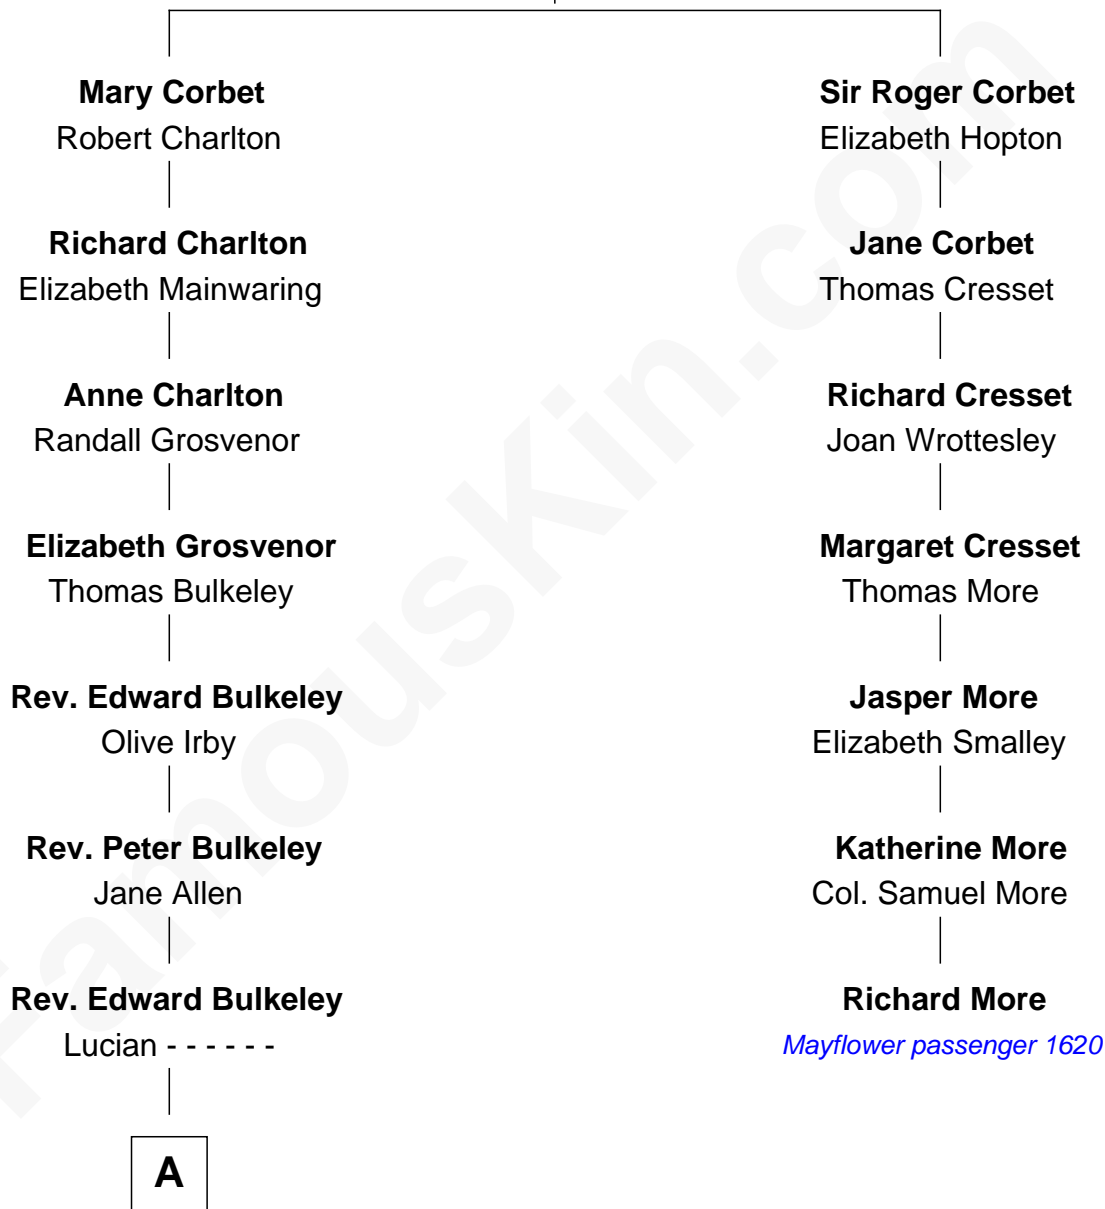 Mary Corbet
Robert Charlton
Richard Charlton
Elizabeth Mainwaring
Anne Charlton
Randall Grosvenor
Elizabeth Grosvenor
Thomas Bulkeley
Rev. Edward Bulkeley
Olive Irby
Rev. Peter Bulkeley
Jane Allen
Rev. Edward Bulkeley
Lucian - - - - - -
A
Sir Roger Corbet
Elizabeth Hopton
Jane Corbet
Thomas Cresset
Richard Cresset
Joan Wrottesley
Margaret Cresset
Thomas More
Jasper More
Elizabeth Smalley
Katherine More
Col. Samuel More
Richard More
Mayflower passenger 1620
FamousKin.com